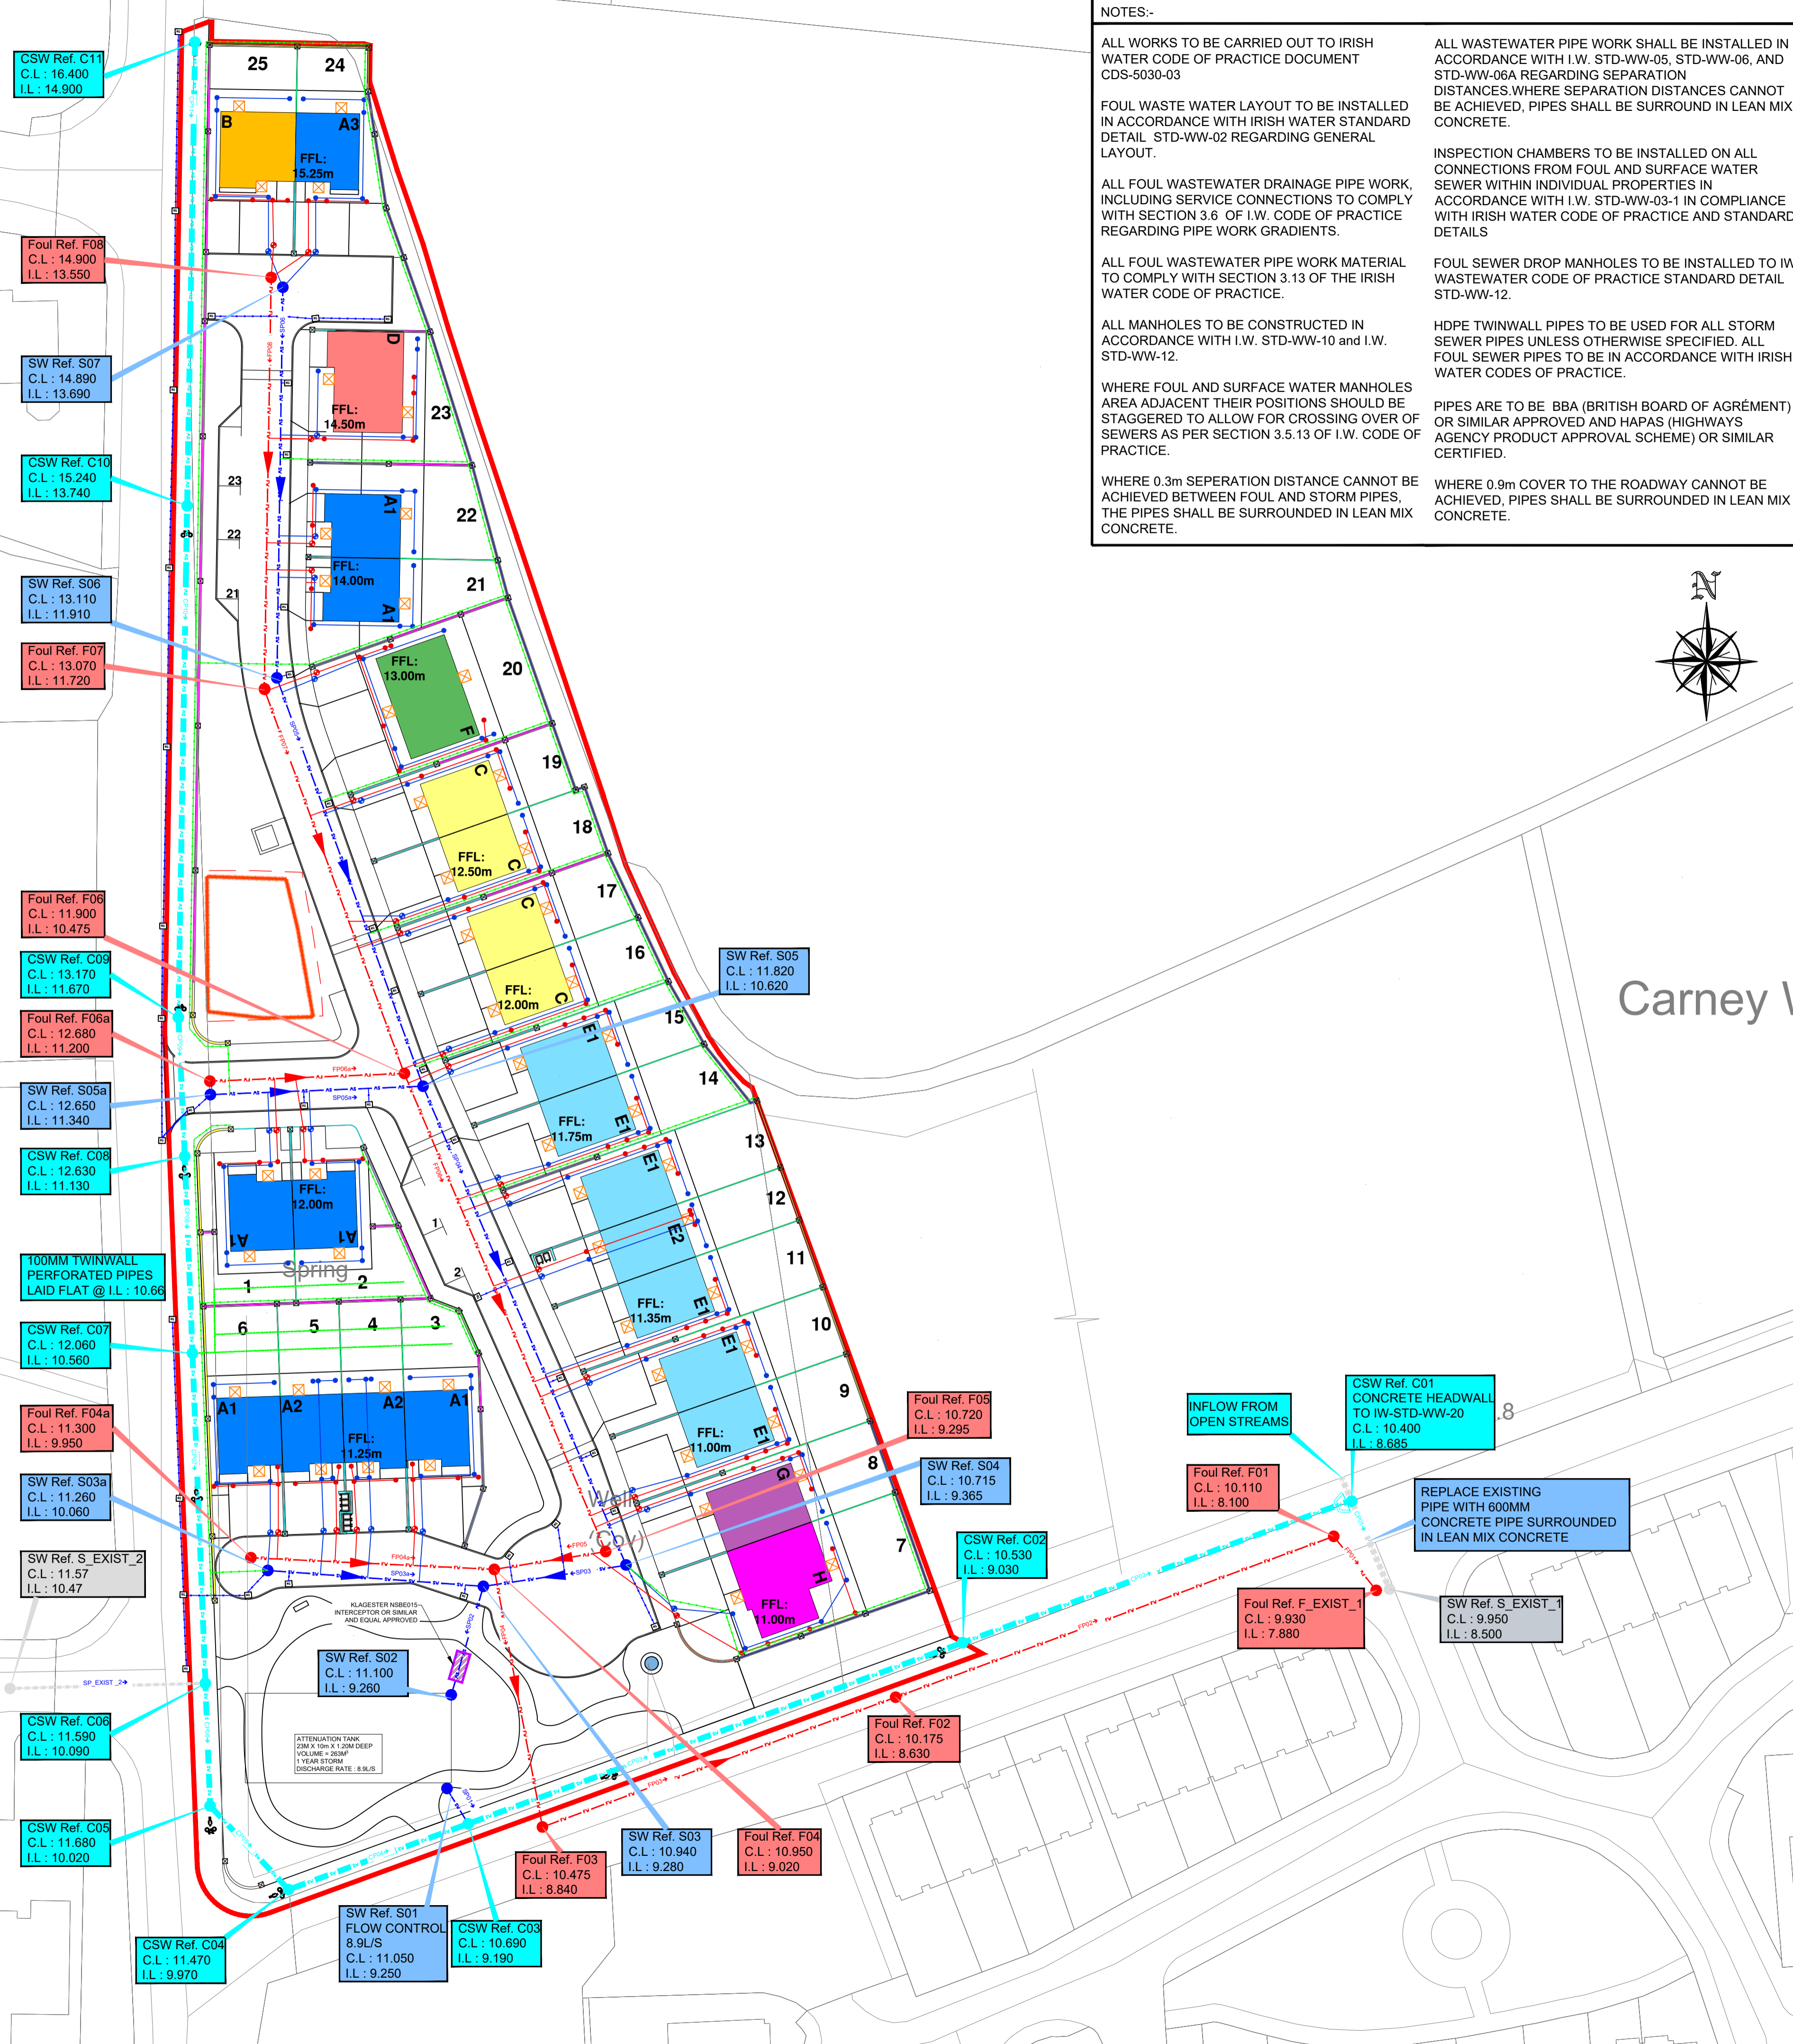 NOTES:-
ALL WORKS TO BE CARRIED OUT TO IRISH
WATER CODE OF PRACTICE DOCUMENT
CDS-5030-03
FOUL WASTE WATER LAYOUT TO BE INSTALLED
IN ACCORDANCE WITH IRISH WATER STANDARD
DETAIL STD-WW-02 REGARDING GENERAL
LAYOUT.
ALL FOUL WASTEWATER DRAINAGE PIPE WORK,
INCLUDING SERVICE CONNECTIONS TO COMPLY
WITH SECTION 3.6 OF I.W. CODE OF PRACTICE
REGARDING PIPE WORK GRADIENTS.
ALL FOUL WASTEWATER PIPE WORK MATERIAL
TO COMPLY WITH SECTION 3.13 OF THE IRISH
WATER CODE OF PRACTICE.
ALL MANHOLES TO BE CONSTRUCTED IN
ACCORDANCE WITH I.W. STD-WW-10 and I.W.
STD-WW-12.
WHERE FOUL AND SURFACE WATER MANHOLES
AREA ADJACENT THEIR POSITIONS SHOULD BE
STAGGERED TO ALLOW FOR CROSSING OVER OF
SEWERS AS PER SECTION 3.5.13 OF I.W. CODE OF
PRACTICE.
WHERE 0.3m SEPERATION DISTANCE CANNOT BE
ACHIEVED BETWEEN FOUL AND STORM PIPES,
THE PIPES SHALL BE SURROUNDED IN LEAN MIX
CONCRETE.
ALL WASTEWATER PIPE WORK SHALL BE INSTALLED IN
ACCORDANCE WITH I.W. STD-WW-05, STD-WW-06, AND
STD-WW-06A REGARDING SEPARATION
DISTANCES.WHERE SEPARATION DISTANCES CANNOT
BE ACHIEVED, PIPES SHALL BE SURROUND IN LEAN MIX
CONCRETE.
INSPECTION CHAMBERS TO BE INSTALLED ON ALL
CONNECTIONS FROM FOUL AND SURFACE WATER
SEWER WITHIN INDIVIDUAL PROPERTIES IN
ACCORDANCE WITH I.W. STD-WW-03-1 IN COMPLIANCE
WITH IRISH WATER CODE OF PRACTICE AND STANDARD
DETAILS
FOUL SEWER DROP MANHOLES TO BE INSTALLED TO IW
WASTEWATER CODE OF PRACTICE STANDARD DETAIL
STD-WW-12.
HDPE TWINWALL PIPES TO BE USED FOR ALL STORM
SEWER PIPES UNLESS OTHERWISE SPECIFIED. ALL
FOUL SEWER PIPES TO BE IN ACCORDANCE WITH IRISH
WATER CODES OF PRACTICE.
PIPES ARE TO BE BBA (BRITISH BOARD OF AGRÉMENT)
OR SIMILAR APPROVED AND HAPAS (HIGHWAYS
AGENCY PRODUCT APPROVAL SCHEME) OR SIMILAR
CERTIFIED.
WHERE 0.9m COVER TO THE ROADWAY CANNOT BE
ACHIEVED, PIPES SHALL BE SURROUNDED IN LEAN MIX
CONCRETE.
N
Carney W
.8
CSW Ref. C11
C.L : 16.400
I.L : 14.900
Foul Ref. F08
C.L : 14.900
I.L : 13.550
SW Ref. S07
C.L : 14.890
I.L : 13.690
CSW Ref. C10
C.L : 15.240
I.L : 13.740
SW Ref. S06
C.L : 13.110
I.L : 11.910
Foul Ref. F07
C.L : 13.070
I.L : 11.720
Foul Ref. F06
C.L : 11.900
I.L : 10.475
CSW Ref. C09
C.L : 13.170
I.L : 11.670
Foul Ref. F06a
C.L : 12.680
I.L : 11.200
SW Ref. S05a
C.L : 12.650
I.L : 11.340
CSW Ref. C08
C.L : 12.630
I.L : 11.130
100MM TWINWALL
PERFORATED PIPES
LAID FLAT @ I.L : 10.66
CSW Ref. C07
C.L : 12.060
I.L : 10.560
Foul Ref. F04a
C.L : 11.300
I.L : 9.950
SW Ref. S03a
C.L : 11.260
I.L : 10.060
SW Ref. S_EXIST_2
C.L : 11.57
I.L : 10.47
SP_EXIST_2
CSW Ref. C06
C.L : 11.590
I.L : 10.090
CSW Ref. C05
C.L : 11.680
I.L : 10.020
CSW Ref. C04
C.L : 11.470
I.L : 9.970
SW Ref. S01
FLOW CONTROL
8.9L/S
C.L : 11.050
I.L : 9.250
CSW Ref. C03
C.L : 10.690
I.L : 9.190
Foul Ref. F03
C.L : 10.475
I.L : 8.840
SW Ref. S03
C.L : 10.940
I.L : 9.280
Foul Ref. F04
C.L : 10.950
I.L : 9.020
Foul Ref. F02
C.L : 10.175
I.L : 8.630
SW Ref. S02
C.L : 11.100
I.L : 9.260
SW Ref. S05
C.L : 11.820
I.L : 10.620
Foul Ref. F05
C.L : 10.720
I.L : 9.295
SW Ref. S04
C.L : 10.715
I.L : 9.365
CSW Ref. C02
C.L : 10.530
I.L : 9.030
INFLOW FROM
OPEN STREAMS
CSW Ref. C01
CONCRETE HEADWALL
TO IW-STD-WW-20
C.L : 10.400
I.L : 8.685
Foul Ref. F01
C.L : 10.110
I.L : 8.100
REPLACE EXISTING
PIPE WITH 600MM
CONCRETE PIPE SURROUNDED
IN LEAN MIX CONCRETE
Foul Ref. F_EXIST_1
C.L : 9.930
I.L : 7.880
SW Ref. S_EXIST_1
C.L : 9.950
I.L : 8.500
KLAGESTER NSBE015
INTERCEPTOR OR SIMILAR
AND EQUAL APPROVED
ATTENUATION TANK
23M X 10m X 1.20M DEEP
VOLUME = 263M³
1 YEAR STORM
DISCHARGE RATE : 8.9L/S
25 24
B A3
FFL:
15.25m
D
FFL:
14.50m
23
A1
22
FFL:
14.00m
A1
21
23
22
21
20
FFL:
13.00m
F
19
C
18
FFL:
12.50m
C
17
C
16
FFL:
12.00m
C
15
E1
14
FFL:
11.75m
E1
13
E1
12
E2
11
FFL:
11.35m
E1
10
E1
9
FFL:
11.00m
E1
8
G
7
H
FFL:
11.00m
FFL:
12.00m
A1 A1
Spring
1 2
1
2
6 5 4 3
A1 A2 A2 A1
FFL:
11.25m
Well
(Cov)
FP08
SP06
FP07
SP05
FP06a
SP05a
FP06
SP04
FP05
SP03
FP04a
SP03a
SP02
FP04
SP01
FP03
FP02
FP01
CP03
CP02